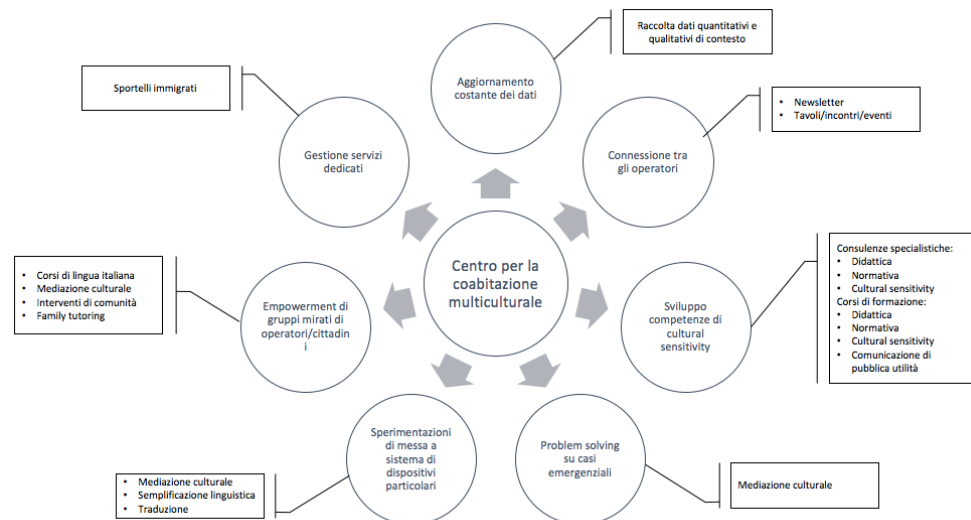 Raccolta dati quantitativi e
qualitativi di contesto
Aggiornamento
costante dei dati
Sportelli immigrati
• Newsletter
• Tavoli/incontri/eventi
Gestione servizi
dedicati
Connessione tra
gli operatori
Centro per la
coabitazione
multiculturale
• Corsi di lingua italiana
• Mediazione culturale
• Interventi di comunità
• Family tutoring
Empowerment di
gruppi mirati di
operatori/cittadin
i
Sviluppo
competenze di
cultural
sensitivity
Consulenze specialistiche:
• Didattica
• Normativa
• Cultural sensitivity
Corsi di formazione:
• Didattica
• Normativa
• Cultural sensitivity
• Comunicazione di
pubblica utilità
Sperimentazioni
di messa a
sistema di
dispositivi
particolari
Problem solving
su casi
emergenziali
• Mediazione culturale
• Semplificazione linguistica
• Traduzione
Mediazione culturale